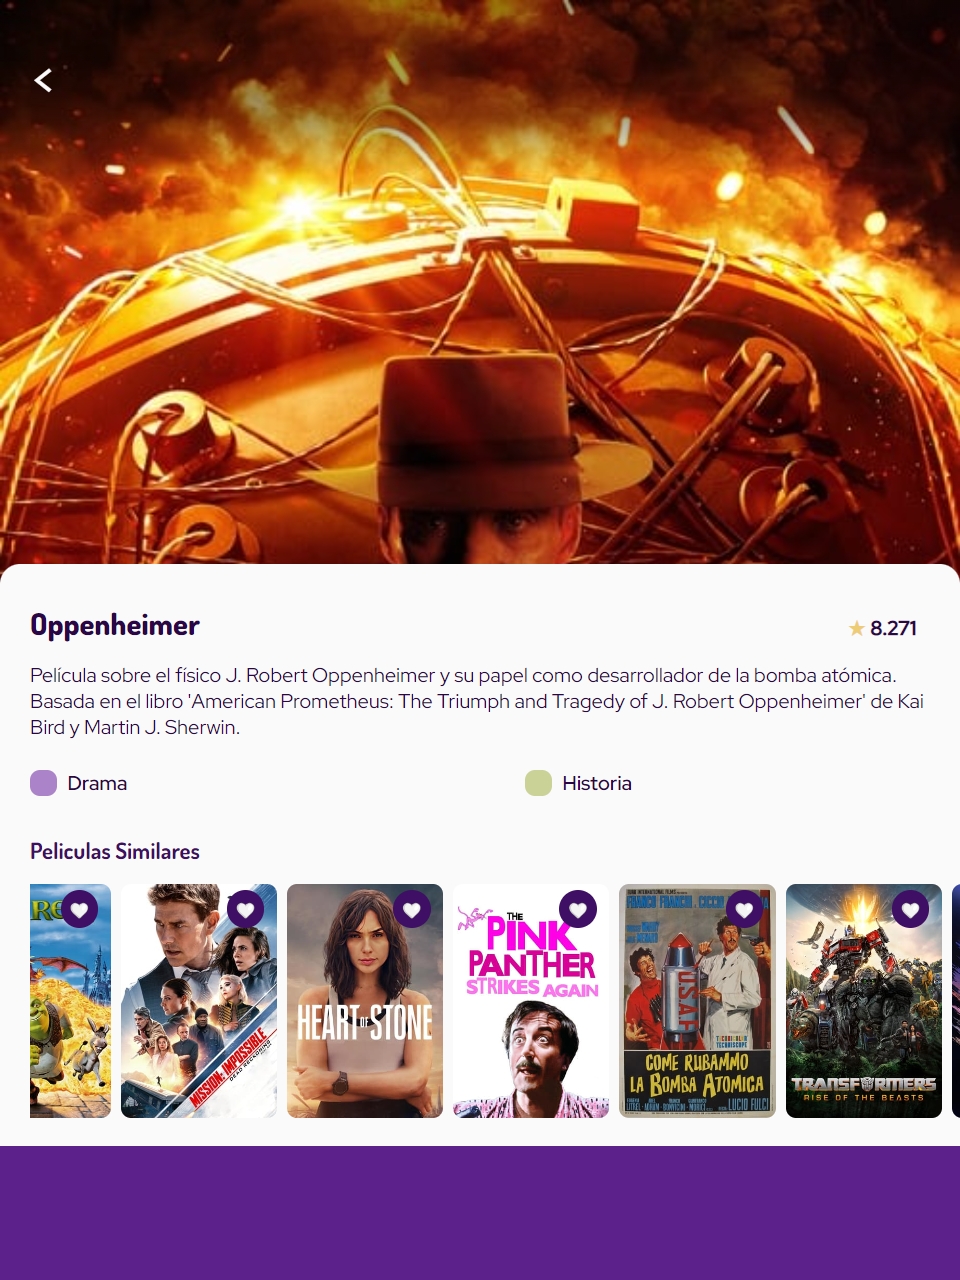 Oppenheimer
★ 8.271
Película sobre el físico J. Robert Oppenheimer y su papel como desarrollador de la bomba atómica.
Basada en el libro 'American Prometheus: The Triumph and Tragedy of J. Robert Oppenheimer' de Kai
Bird y Martin J. Sherwin.
Drama
Historia
Peliculas Similares
MISSION: IMPOSSIBLE
DEAD RECKONING
HEART OF STONE
THE
PINK
PANTHER
STRIKES AGAIN
FRANCO FRANCHI
U.S.A.F.
TECHNISCOPE
COME RUBAMMO
LA BOMBA ATOMICA
LUCIO FULCI
TRANSFORMERS
RISE OF THE BEASTS